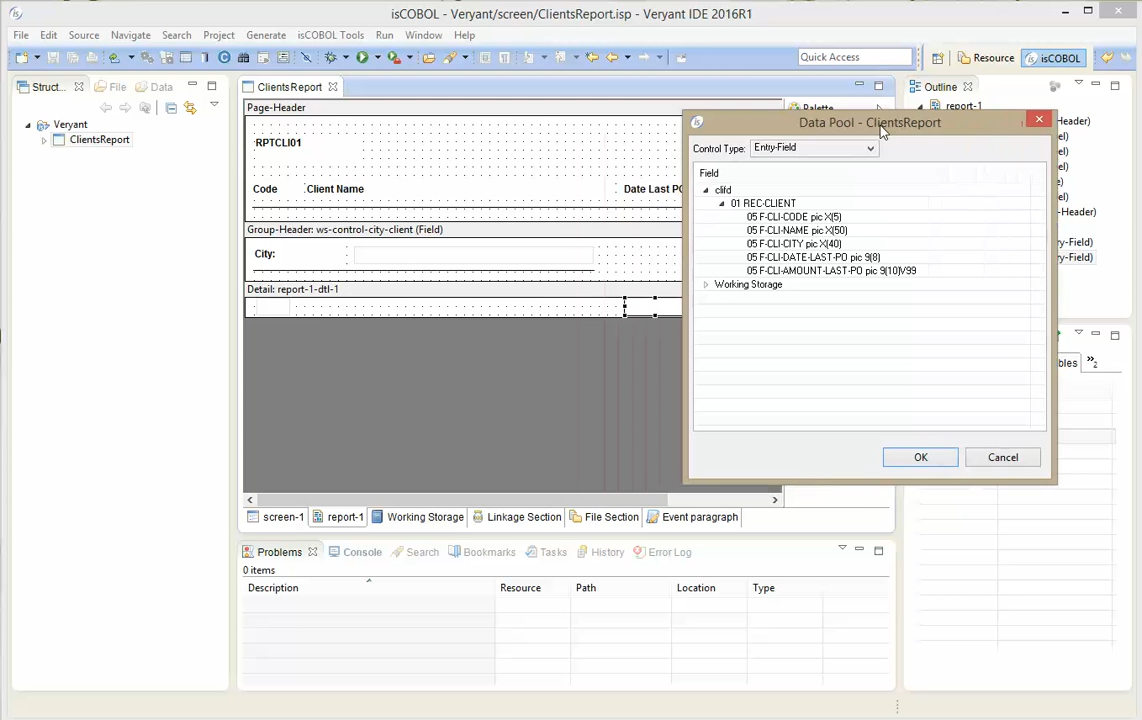 isCOBOL - Veryant/screen/ClientsReport.isp - Veryant IDE 2016R1
File Edit Source Navigate Search Project Generate isCOBOL Tools Run Window Help
Quick Access Resource isCOBOL
Struct... File Data
ClientsReport
Outline
Veryant
ClientsReport
Page-Header
Palette
report-1
RPTCLI01
Code Client Name Date Last PO
Group-Header: ws-control-city-client (Field)
City:
Detail: report-1-dtl-1
Data Pool - ClientsReport
Control Type: Entry-Field
Field
clifd
01 REC-CLIENT
05 F-CLI-CODE pic X(5)
05 F-CLI-NAME pic X(50)
05 F-CLI-CITY pic X(40)
05 F-CLI-DATE-LAST-PO pic 9(8)
05 F-CLI-AMOUNT-LAST-PO pic 9(10)V99
Working Storage
OK Cancel
Header)
el)
el)
el)
e)
el)
-Header)
y-Field)
y-Field)
bles »2
screen-1 report-1 Working Storage Linkage Section File Section Event paragraph
Problems Console Search Bookmarks Tasks History Error Log
0 items
Description Resource Path Location Type